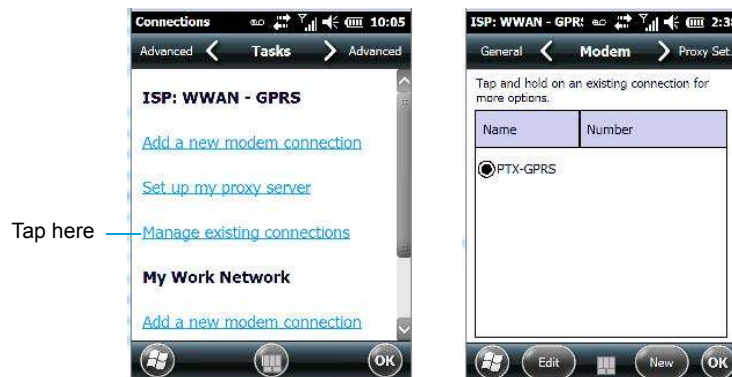 Connections 10:05
Advanced Tasks Advanced
ISP: WWAN - GPRS
Add a new modem connection
Set up my proxy server
Tap here
Manage existing connections
My Work Network
Add a new modem connection
OK
ISP: WWAN - GPR 2:38
General Modem Proxy Set.
Tap and hold on an existing connection for
more options.
Name Number
PTX-GPRS
Edit New OK